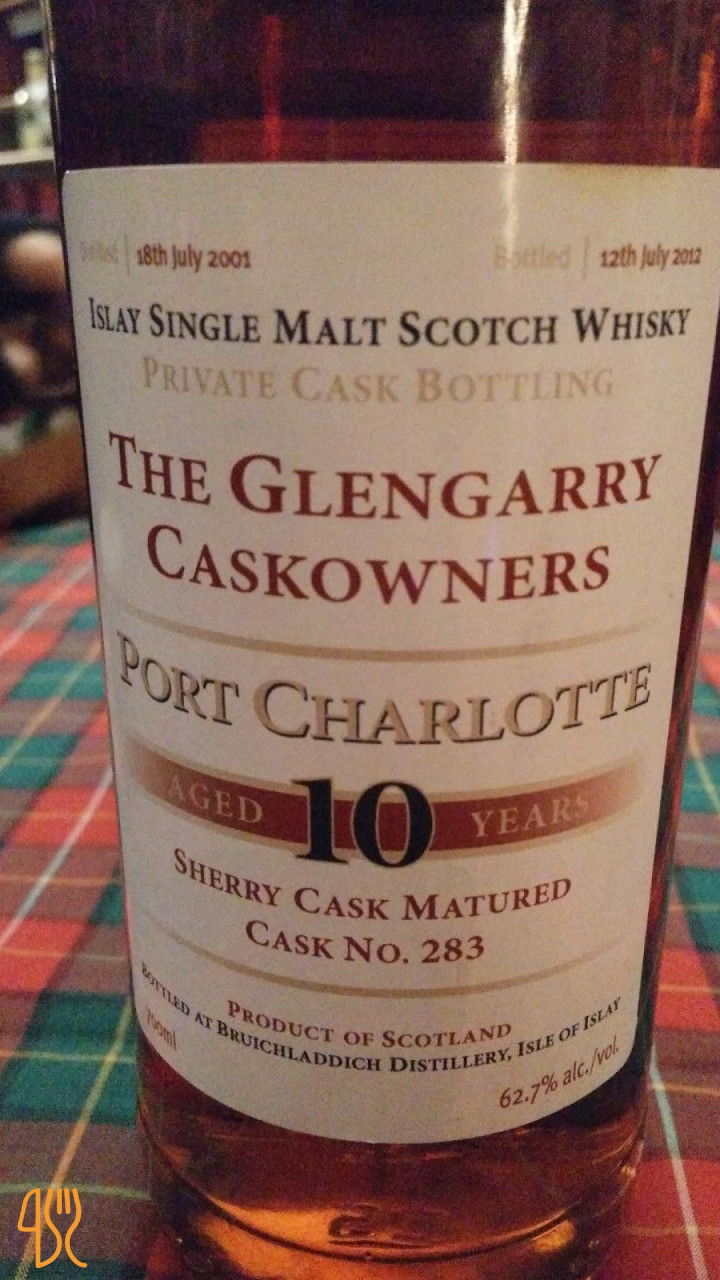 Distilled | 18th July 2001
Bottled | 12th July 2012
ISLAY SINGLE MALT SCOTCH WHISKY
PRIVATE CASK BOTTLING
THE GLENGARRY
CASKOWNERS
PORT CHARLOTTE
AGED 10 YEARS
SHERRY CASK MATURED
CASK NO. 283
PRODUCT OF SCOTLAND
BOTTLED AT BRUICHLADDICH DISTILLERY, ISLE OF ISLAY
700ml
62.7% alc./vol.